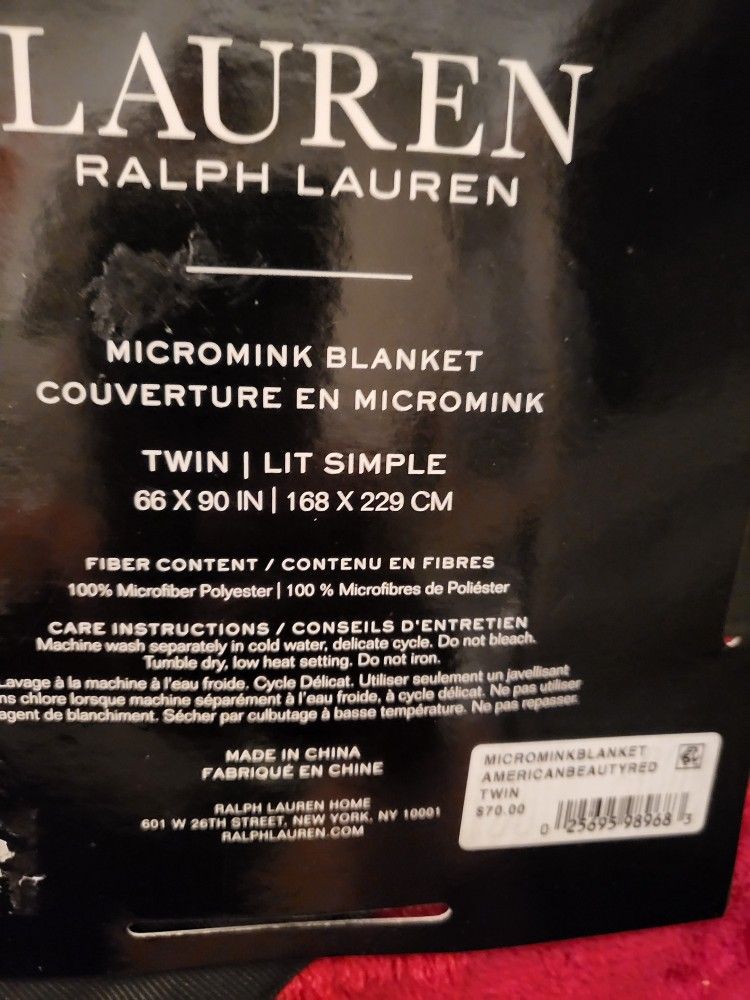 LAUREN
RALPH LAUREN
MICROMINK BLANKET
COUVERTURE EN MICROMINK
TWIN | LIT SIMPLE
66 X 90 IN | 168 X 229 CM
FIBER CONTENT / CONTENU EN FIBRES
100% Microfiber Polyester | 100 % Microfibres de Poliéster
CARE INSTRUCTIONS / CONSEILS D'ENTRETIEN
Machine wash separately in cold water, delicate cycle. Do not bleach.
Tumble dry, low heat setting. Do not iron.
Lavage à la machine à l'eau froide. Cycle Délicat. Utiliser seulement un javellisant
ns chlore lorsque machine séparément à l'eau froide, à cycle délicat. Ne pas utiliser
agent de blanchiment. Sécher par culbutage à basse température. Ne pas repasser.
MADE IN CHINA
FABRIQUÉ EN CHINE
RALPH LAUREN HOME
601 W 26TH STREET, NEW YORK, NY 10001
RALPHLAUREN.COM
MICROMINKBLANKET
AMERICANBEAUTYRED
TWIN
$70.00
0 25695 98968 3